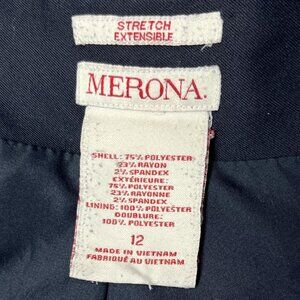 STRETCH
EXTENSIBLE
MERONA.
SHELL: 75% POLYESTER
23% RAYON
2% SPANDEX
EXTÉRIEURE:
75% POLYESTER
23% RAYONNE
2% SPANDEX
LINING: 100% POLYESTER
DOUBLURE:
100% POLYESTER
12
MADE IN VIETNAM
FABRIQUÉ AU VIETNAM